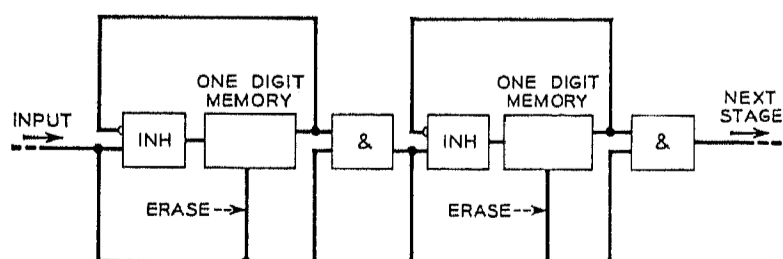 INPUT
INH
ONE DIGIT
MEMORY
&
ERASE
INH
ONE DIGIT
MEMORY
&
ERASE
NEXT
STAGE